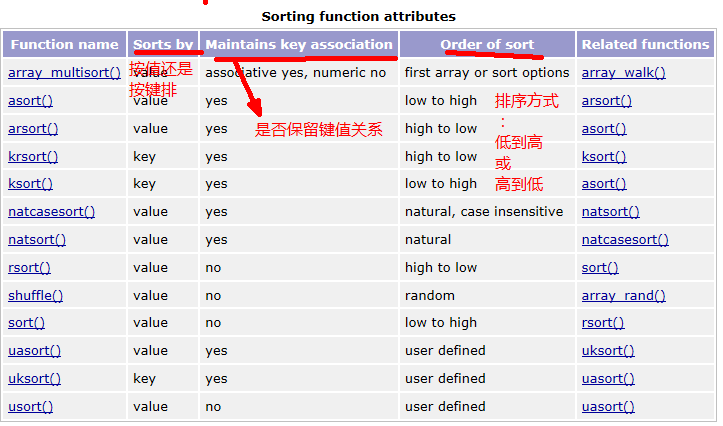 Sorting function attributes
Function name Sorts by Maintains key association Order of sort Related functions
array_multisort() value associative yes, numeric no first array or sort options array_walk()
按值还是
按键排
asort() value yes low to high arsort()
arsort() value yes high to low asort()
是否保留键值关系
排序方式
:
低到高
或
高到低
krsort() key yes high to low ksort()
ksort() key yes low to high asort()
natcasesort() value yes natural, case insensitive natsort()
natsort() value yes natural natcasesort()
rsort() value no high to low sort()
shuffle() value no random array_rand()
sort() value no low to high rsort()
uasort() value yes user defined uksort()
uksort() key yes user defined uasort()
usort() value no user defined uasort()